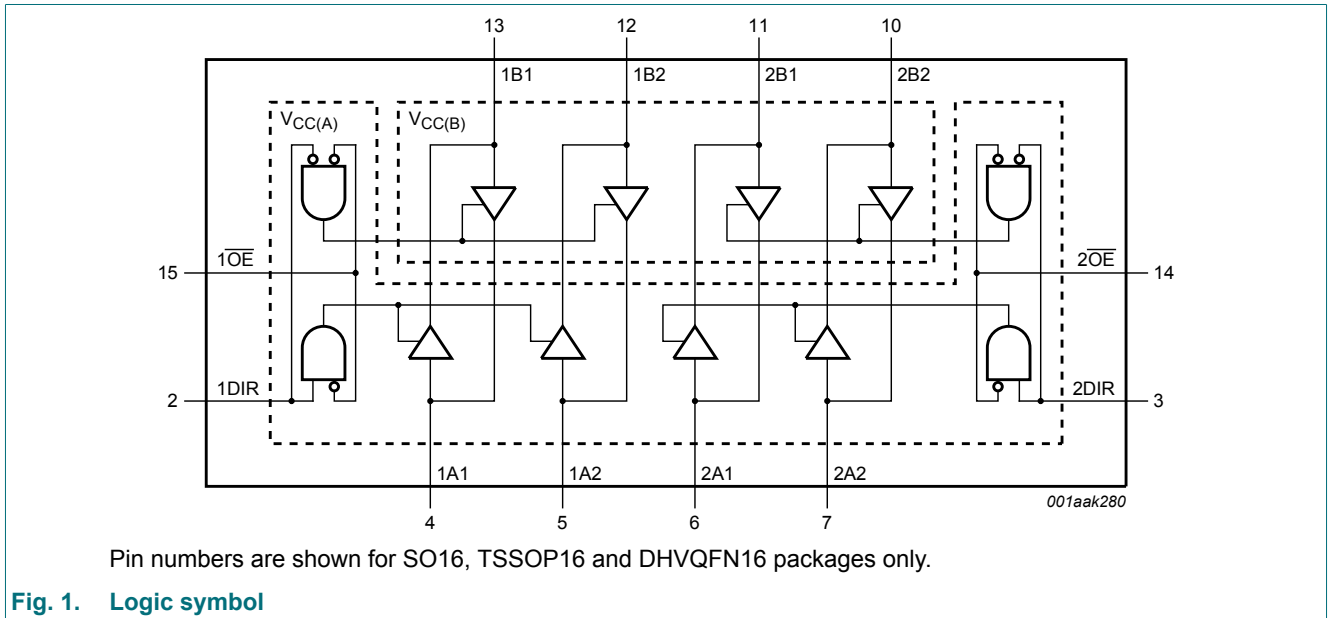 13 12 11 10
1B1 1B2 2B1 2B2
VCC(A) VCC(B)
15 1OE 2OE 14
2 1DIR 2DIR 3
1A1 1A2 2A1 2A2
001aak280
4 5 6 7
Pin numbers are shown for SO16, TSSOP16 and DHVQFN16 packages only.
Fig. 1. Logic symbol